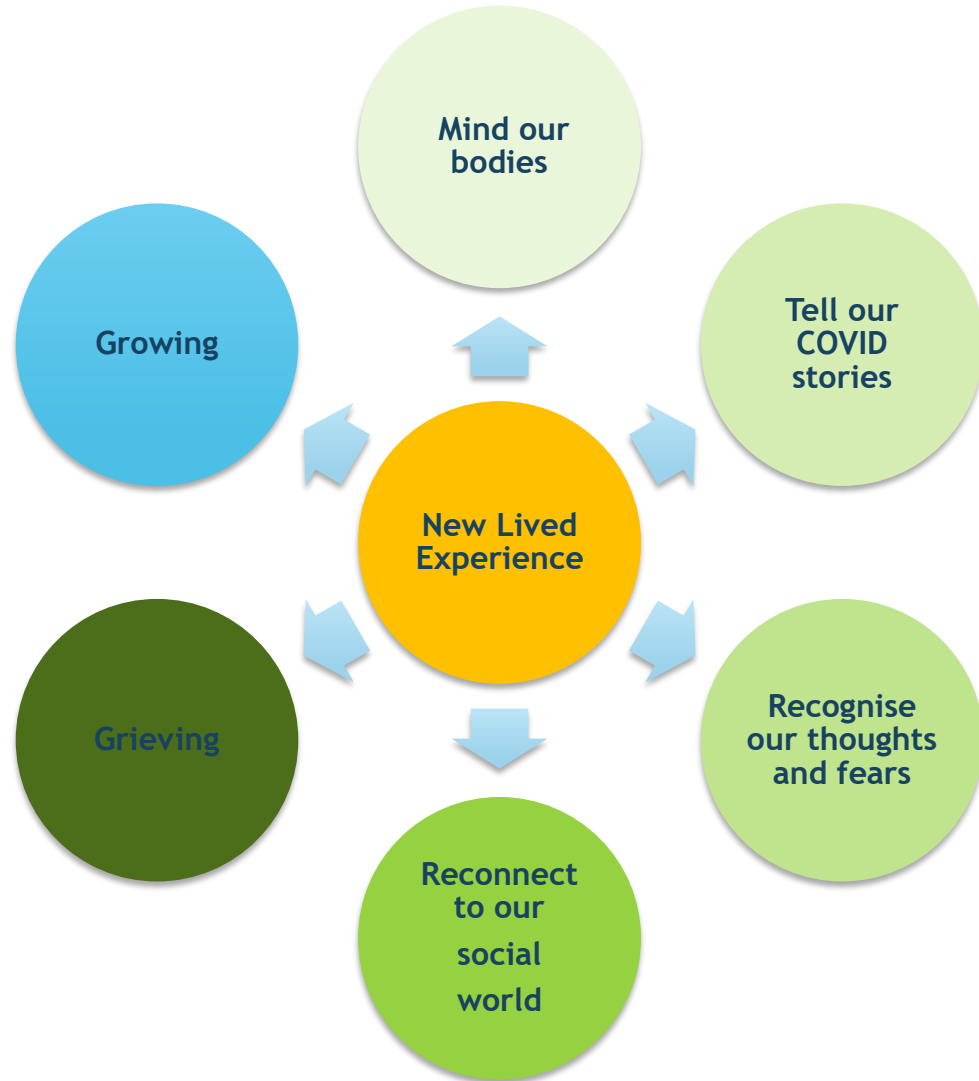 Mind our
bodies
Tell our
COVID
stories
Recognise
our thoughts
and fears
Reconnect
to our
social
world
Grieving
Growing
New Lived
Experience